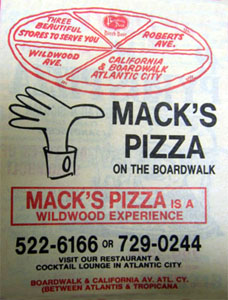 THREE
BEAUTIFUL
STORES TO SERVE YOU
ROBERTS
AVE.
WILDWOOD
AVE.
CALIFORNIA
& BOARDWALK
ATLANTIC CITY
MACK'S
PIZZA
ON THE BOARDWALK
MACK'S PIZZA IS A
WILDWOOD EXPERIENCE
522-6166 OR 729-0244
VISIT OUR RESTAURANT &
COCKTAIL LOUNGE IN ATLANTIC CITY
BOARDWALK & CALIFORNIA AV. ATL. CY.
(BETWEEN ATLANTIS & TROPICANA